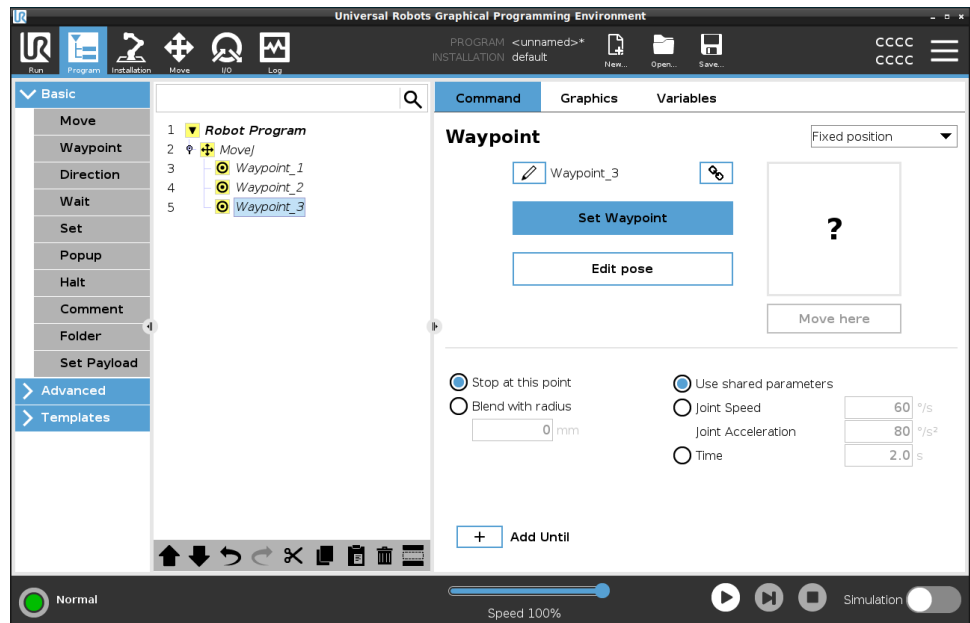 UR
Universal Robots Graphical Programming Environment
UR
Run
Program
Installation
Move
I/O
Log
PROGRAM <unnamed>*
INSTALLATION default
New...
Open...
Save...
CCCC
CCCC
Basic
Move
Waypoint
Direction
Wait
Set
Popup
Halt
Comment
Folder
Set Payload
Advanced
Templates
1 Robot Program
2 MoveJ
3 Waypoint_1
4 Waypoint_2
5 Waypoint_3
Command Graphics Variables
Waypoint
Fixed position
Waypoint_3
Set Waypoint
Edit pose
?
Move here
Stop at this point
Blend with radius
0 mm
Use shared parameters
Joint Speed 60 °/s
Joint Acceleration 80 °/s²
Time 2.0 s
+ Add Until
Normal
Speed 100%
Simulation